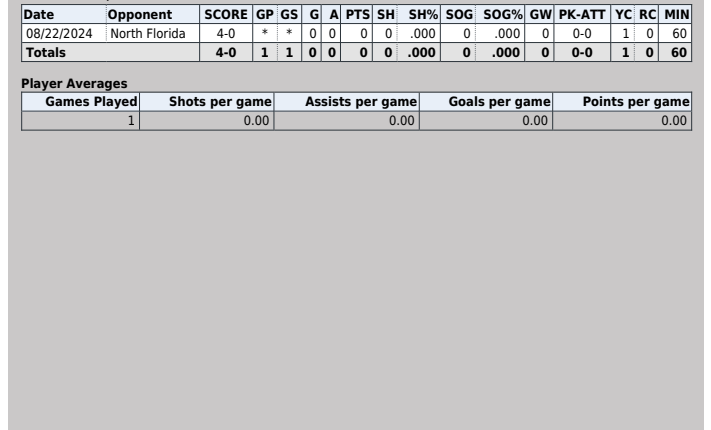 Date Opponent SCORE GP GS G A PTS SH SH% SOG SOG% GW PK-ATT YC RC MIN
08/22/2024 North Florida 4-0 * * 0 0 0 0 .000 0 .000 0 0-0 1 0 60
Totals 4-0 1 1 0 0 0 0 .000 0 .000 0 0-0 1 0 60
Player Averages
Games Played Shots per game Assists per game Goals per game Points per game
1 0.00 0.00 0.00 0.00